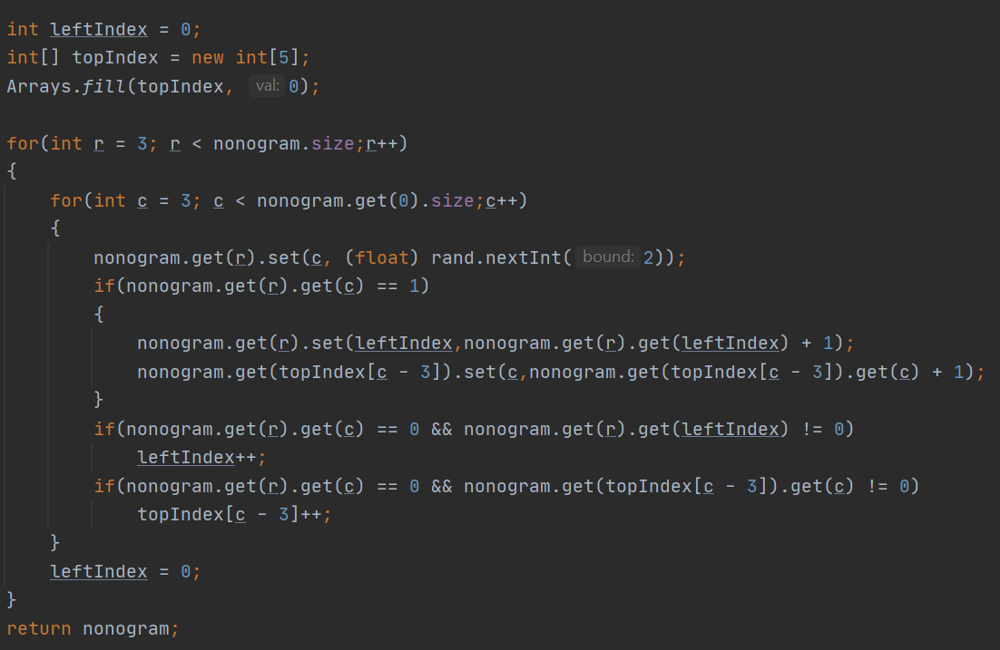 int leftIndex = 0;
int[] topIndex = new int[5];
Arrays.fill(topIndex, val: 0);
for(int r = 3; r < nonogram.size;r++)
{
for(int c = 3; c < nonogram.get(0).size;c++)
{
nonogram.get(r).set(c, (float) rand.nextInt( bound: 2));
if(nonogram.get(r).get(c) == 1)
{
nonogram.get(r).set(leftIndex,nonogram.get(r).get(leftIndex) + 1);
nonogram.get(topIndex[c - 3]).set(c,nonogram.get(topIndex[c - 3]).get(c) + 1);
}
if(nonogram.get(r).get(c) == 0 && nonogram.get(r).get(leftIndex) != 0)
leftIndex++;
if(nonogram.get(r).get(c) == 0 && nonogram.get(topIndex[c - 3]).get(c) != 0)
topIndex[c - 3]++;
}
leftIndex = 0;
}
return nonogram;